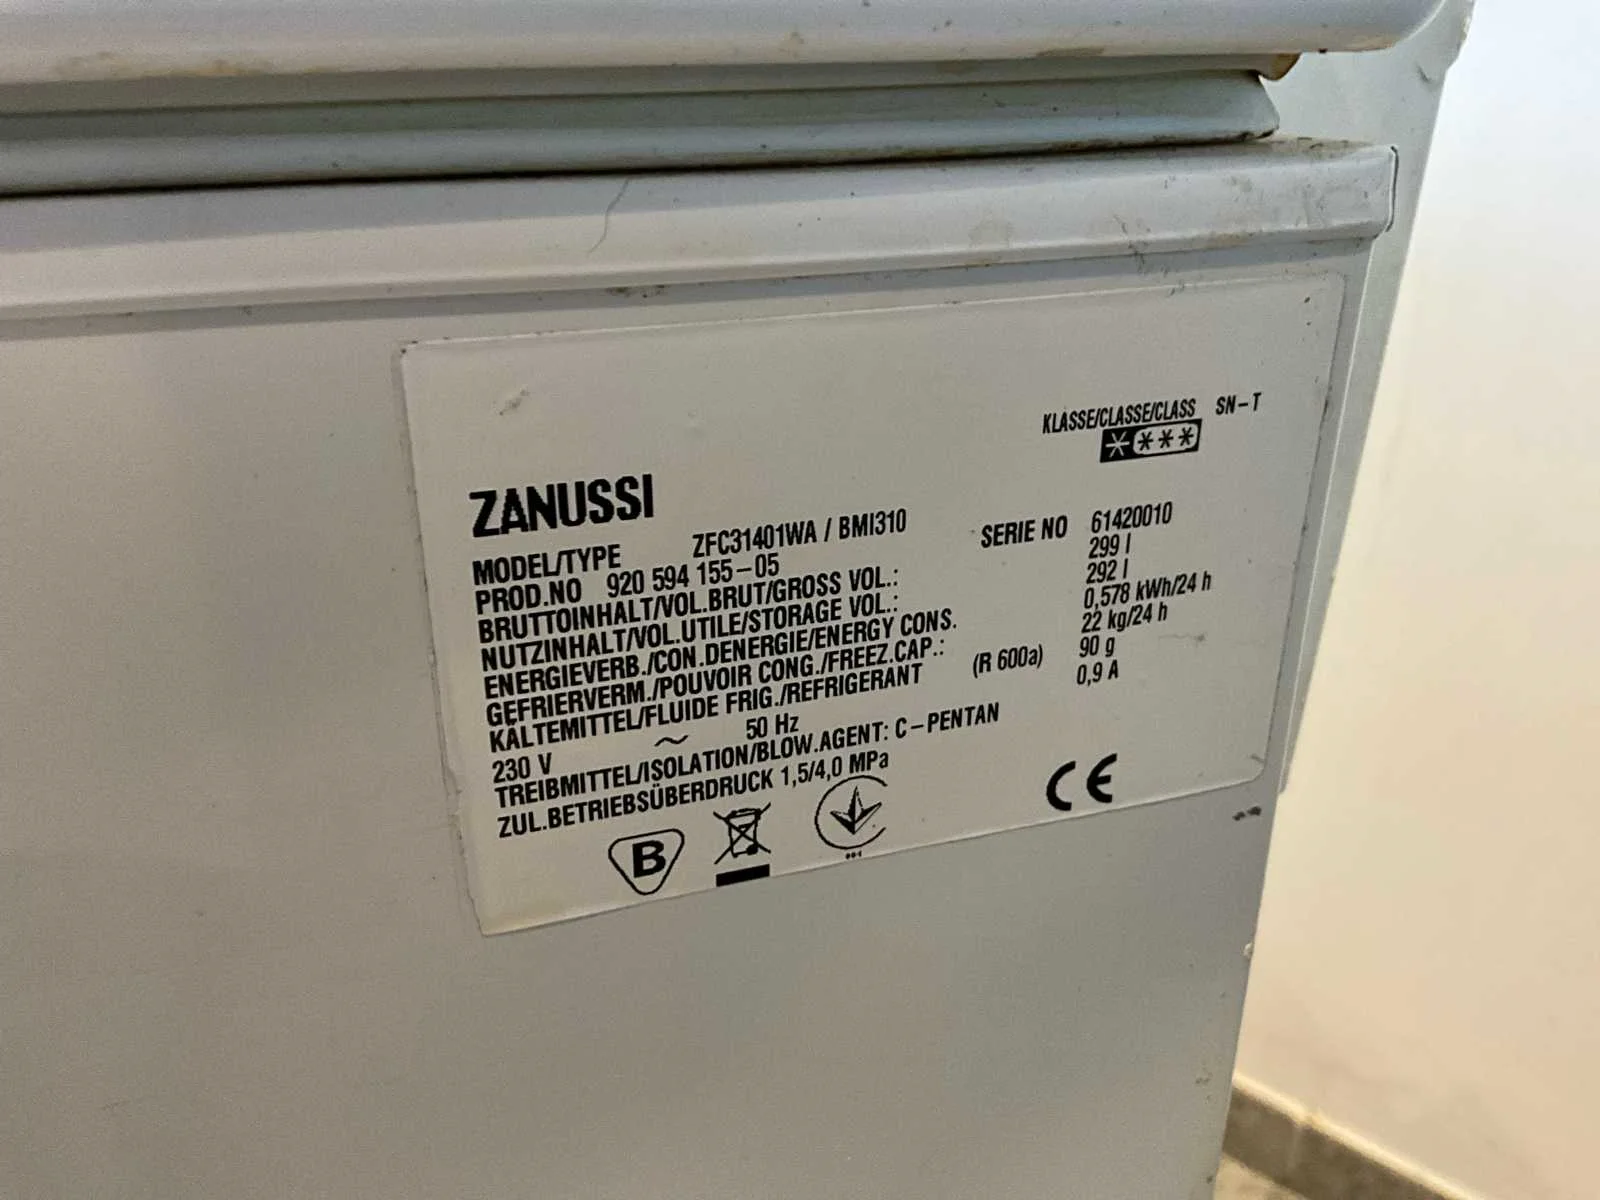 KLASSE/CLASSE/CLASS SN-T
ZANUSSI
MODEL/TYPE ZFC31401WA / BMI310 SERIE NO 61420010
PROD.NO 920 594 155-05
BRUTTOINHALT/VOL.BRUT/GROSS VOL.: 299 l
NUTZINHALT/VOL.UTILE/STORAGE VOL.: 292 l
ENERGIEVERB./CON.DENERGIE/ENERGY CONS. 0,578 kWh/24 h
GEFRIERVERM./POUVOIR CONG./FREEZ.CAP.: 22 kg/24 h
KÄLTEMITTEL/FLUIDE FRIG./REFRIGERANT (R 600a) 90 g
230 V ~ 50 Hz 0,9 A
TREIBMITTEL/ISOLATION/BLOW.AGENT: C-PENTAN
ZUL.BETRIEBSÜBERDRUCK 1,5/4,0 MPa
B
CE